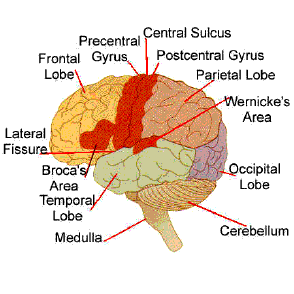 Central Sulcus
Precentral
Gyrus
Postcentral Gyrus
Frontal
Lobe
Parietal Lobe
Wernicke's
Area
Lateral
Fissure
Broca's
Area
Occipital
Lobe
Temporal
Lobe
Medulla
Cerebellum